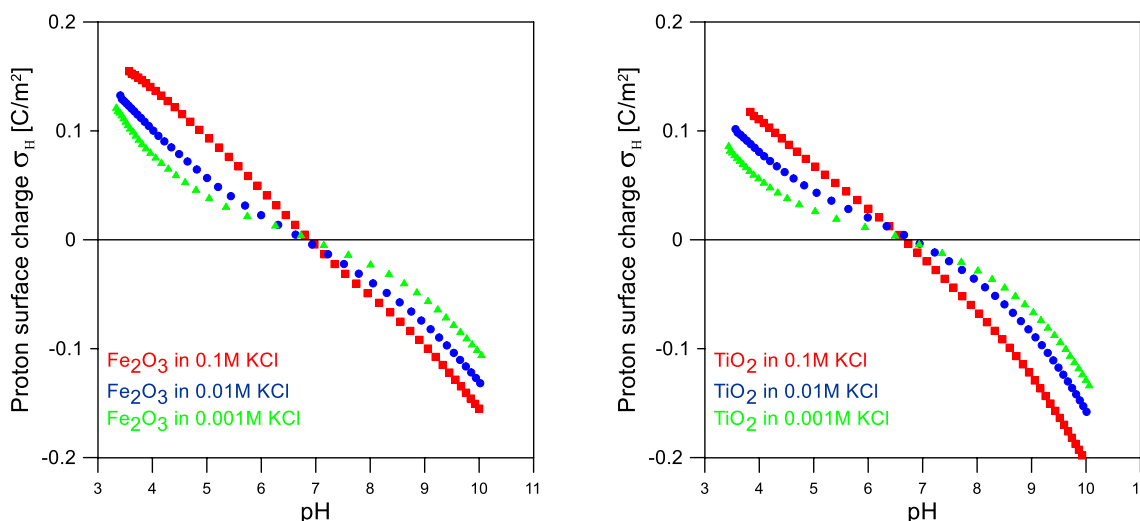 0.2
0.1
0
-0.1
-0.2
Proton surface charge σH [C/m²]
Fe2O3 in 0.1M KCl
Fe2O3 in 0.01M KCl
Fe2O3 in 0.001M KCl
3 4 5 6 7 8 9 10 11
pH
0.2
0.1
0
-0.1
-0.2
Proton surface charge σH [C/m²]
TiO2 in 0.1M KCl
TiO2 in 0.01M KCl
TiO2 in 0.001M KCl
3 4 5 6 7 8 9 10
pH